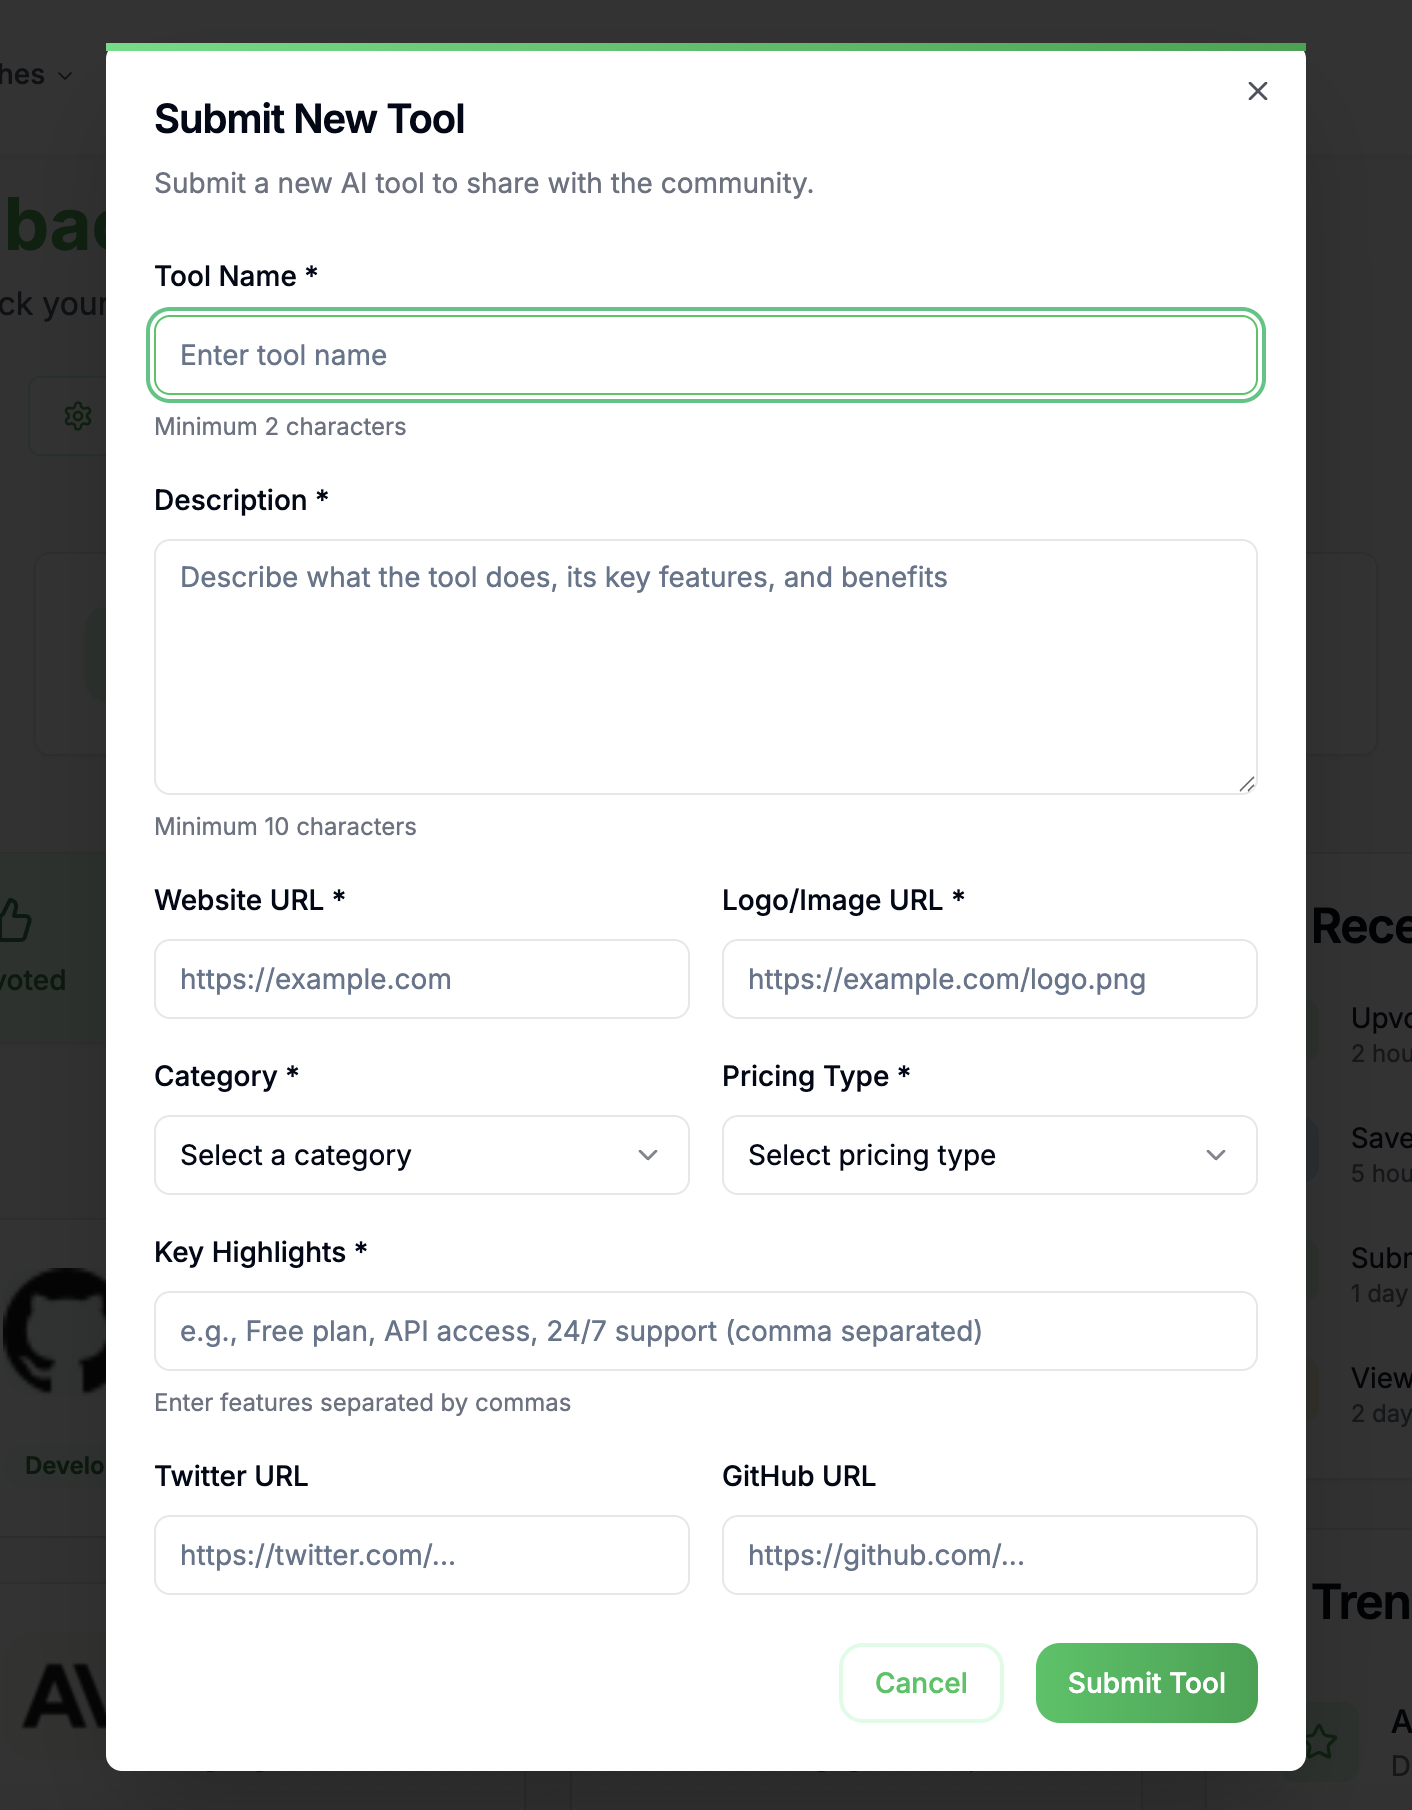 Submit New Tool
Submit a new AI tool to share with the community.
Tool Name *
Enter tool name
Minimum 2 characters
Description *
Describe what the tool does, its key features, and benefits
Minimum 10 characters
Website URL *
Logo/Image URL *
https://example.com
https://example.com/logo.png
Category *
Pricing Type *
Select a category
Select pricing type
Key Highlights *
e.g., Free plan, API access, 24/7 support (comma separated)
Enter features separated by commas
Twitter URL
GitHub URL
https://twitter.com/...
https://github.com/...
Cancel
Submit Tool
hes
bac
ck your
voted
Develo
AV
Rece
Upvo
2 hou
Save
5 hou
Subm
1 day
View
2 day
Tren
A
D